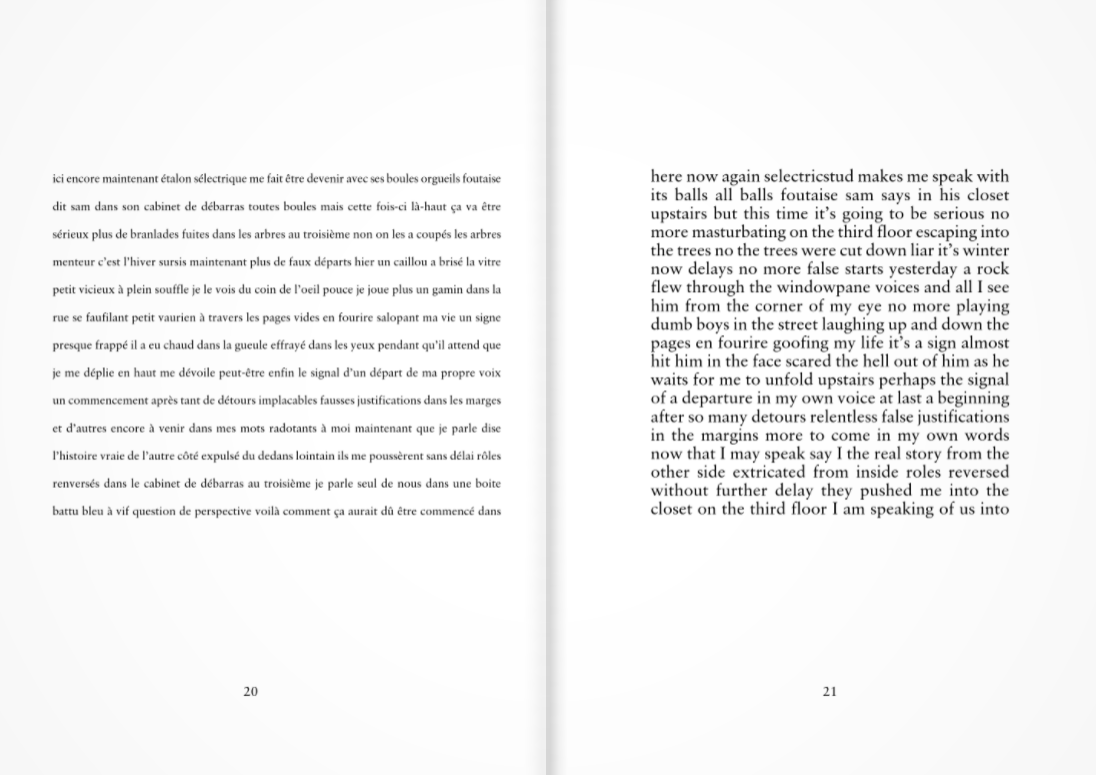 ici encore maintenant étalon sélectrique me fait être devenir avec ses boules orgueils foutaise
dit sam dans son cabinet de débarras toutes boules mais cette fois-ci là-haut ça va être
sérieux plus de branlades fuites dans les arbres au troisième non on les a coupés les arbres
menteur c'est l'hiver sursis maintenant plus de faux départs hier un caillou a brisé la vitre
petit vicieux à plein souffle je le vois du coin de l'oeil pouce je joue plus un gamin dans la
rue se faufilant petit vaurien à travers les pages vides en fourire salopant ma vie un signe
presque frappé il a eu chaud dans la gueule effrayé dans les yeux pendant qu'il attend que
je me déplie en haut me dévoile peut-être enfin le signal d'un départ de ma propre voix
un commencement après tant de détours implacables fausses justifications dans les marges
et d'autres encore à venir dans mes mots radotants à moi maintenant que je parle dise
l'histoire vraie de l'autre côté expulsé du dedans lointain ils me poussèrent sans délai rôles
renversés dans le cabinet de débarras au troisième je parle seul de nous dans une boite
battu bleu à vif question de perspective voilà comment ça aurait dû être commencé dans
20
here now again selectricstud makes me speak with
its balls all balls foutaise sam says in his closet
upstairs but this time it's going to be serious no
more masturbating on the third floor escaping into
the trees no the trees were cut down liar it's winter
now delays no more false starts yesterday a rock
flew through the windowpane voices and all I see
him from the corner of my eye no more playing
dumb boys in the street laughing up and down the
pages en fourire goofing my life it's a sign almost
hit him in the face scared the hell out of him as he
waits for me to unfold upstairs perhaps the signal
of a departure in my own voice at last a beginning
after so many detours relentless false justifications
in the margins more to come in my own words
now that I may speak say I the real story from the
other side extricated from inside roles reversed
without further delay they pushed me into the
closet on the third floor I am speaking of us into
21